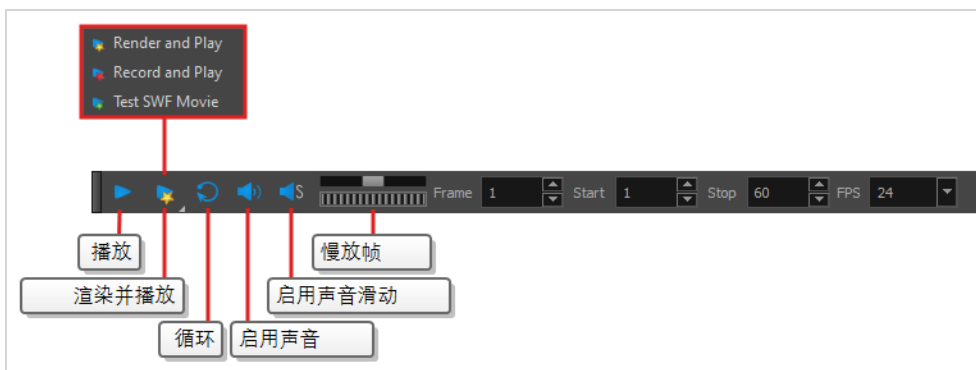 Render and Play
Record and Play
Test SWF Movie
S Frame 1 Start 1 Stop 60 FPS 24
播放
慢放帧
渲染并播放
启用声音滑动
循环
启用声音